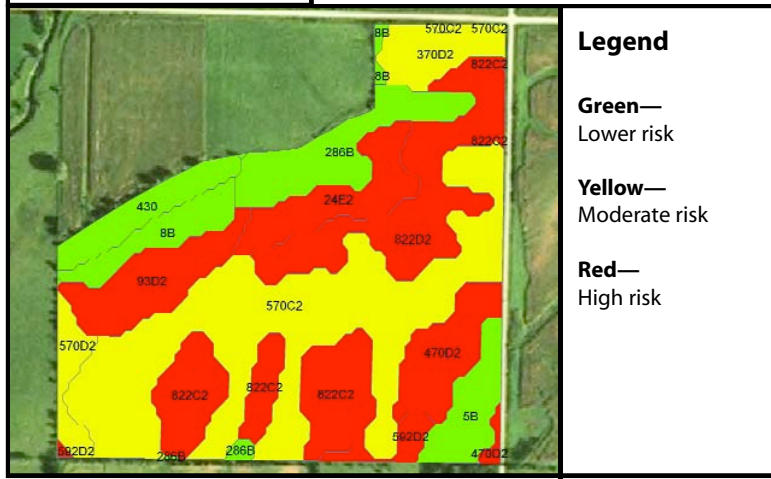 8B
570C2
570C2
370D2
822C2
8B
822C2
286B
24E2
430
8B
822D2
93D2
570C2
570D2
470D2
822C2
822C2
822C2
5B
592D2
592D2
286B
286B
470D2
Legend
Green—
Lower risk
Yellow—
Moderate risk
Red—
High risk